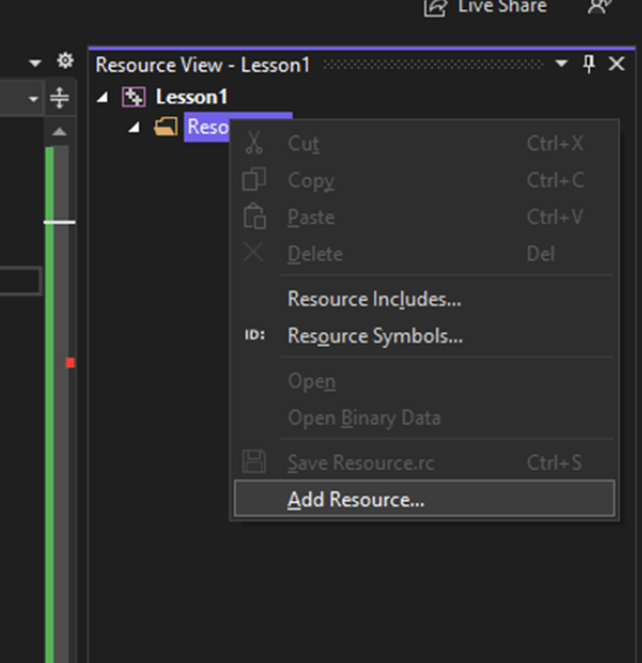 Live Share
Resource View - Lesson1
Lesson1
Reso
Cut Ctrl+X
Copy Ctrl+C
Paste Ctrl+V
Delete Del
Resource Includes...
ID: Resource Symbols...
Open
Open Binary Data
Save Resource.rc Ctrl+S
Add Resource...